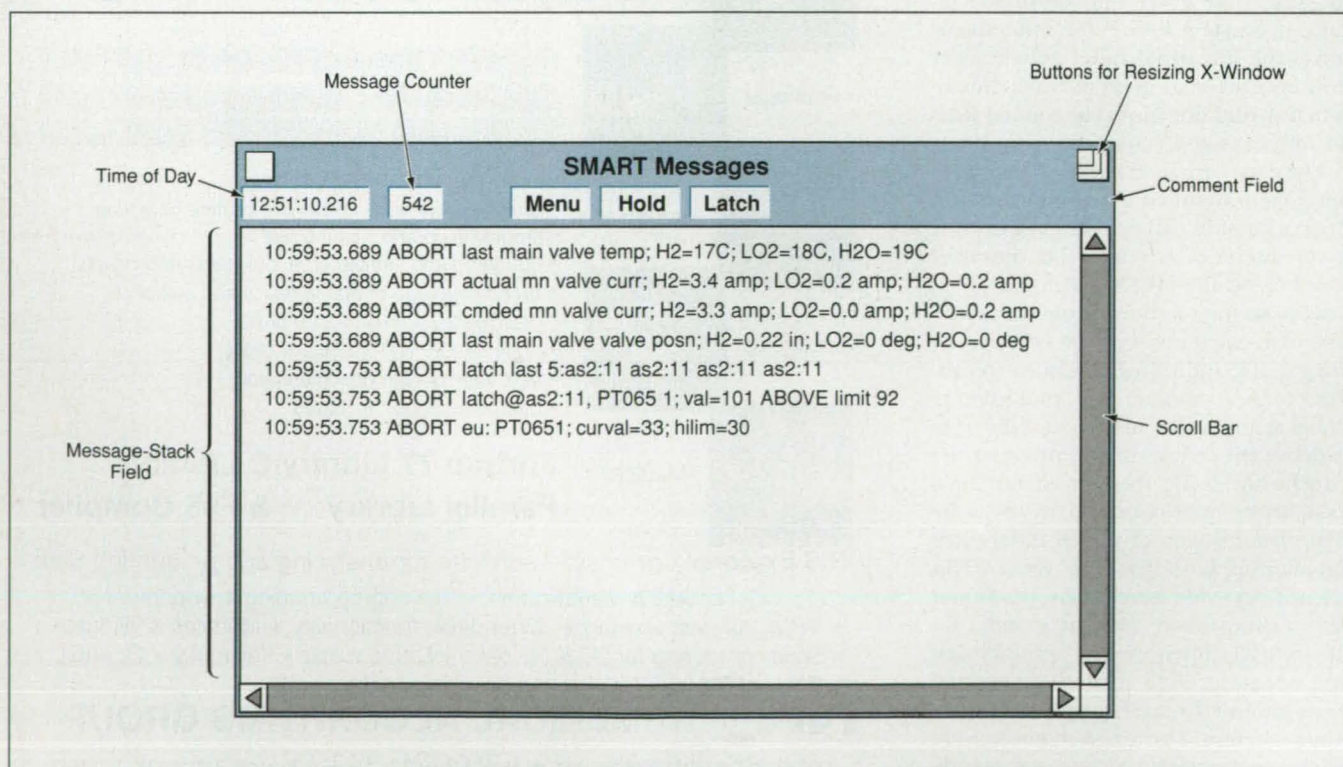 Message Counter
Buttons for Resizing X-Window
SMART Messages
Time of Day
Comment Field
12:51:10.216 542 Menu Hold Latch
10:59:53.689 ABORT last main valve temp; H2=17C; LO2=18C, H2O=19C
10:59:53.689 ABORT actual mn valve curr; H2=3.4 amp; LO2=0.2 amp; H2O=0.2 amp
10:59:53.689 ABORT cmded mn valve curr; H2=3.3 amp; LO2=0.0 amp; H2O=0.2 amp
10:59:53.689 ABORT last main valve valve posn; H2=0.22 in; LO2=0 deg; H2O=0 deg
10:59:53.753 ABORT latch last 5:as2:11 as2:11 as2:11 as2:11
10:59:53.753 ABORT latch@as2:11, PT065 1; val=101 ABOVE limit 92
10:59:53.753 ABORT eu: PT0651; curval=33; hilim=30
Message-Stack
Field
Scroll Bar